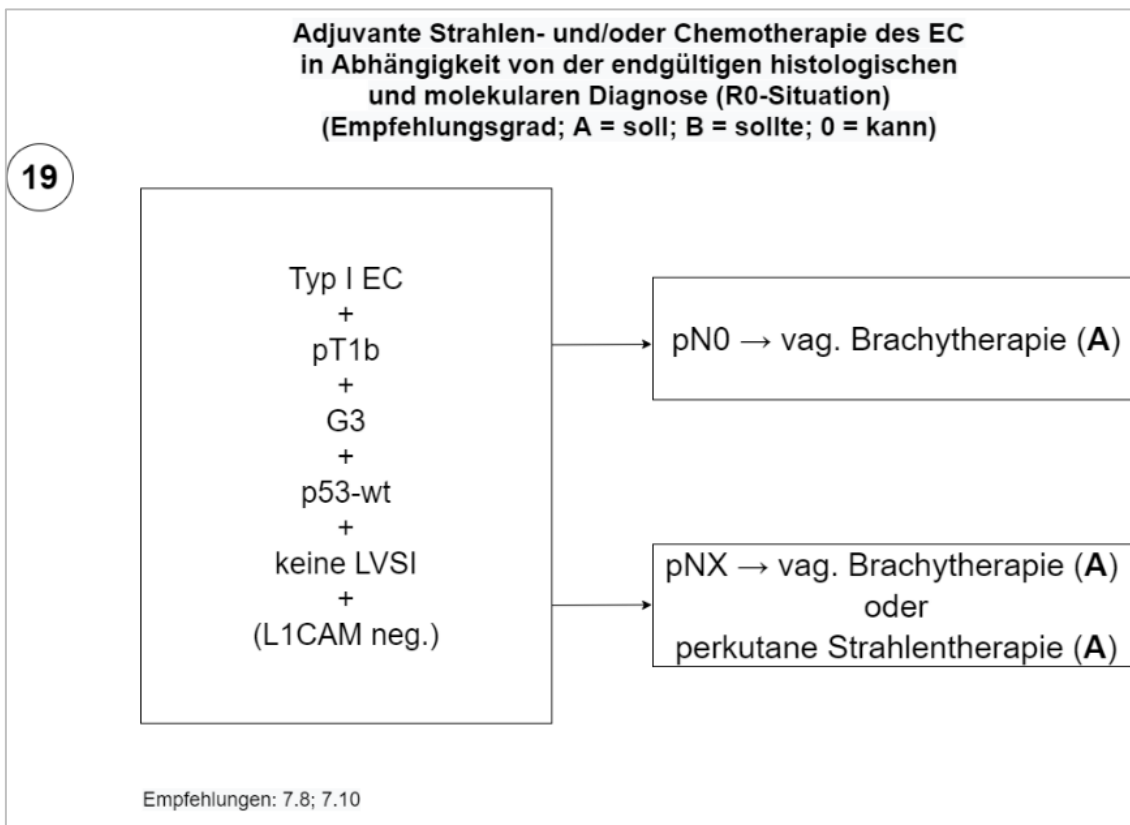 Adjuvante Strahlen- und/oder Chemotherapie des EC
in Abhängigkeit von der endgültigen histologischen
und molekularen Diagnose (R0-Situation)
(Empfehlungsgrad; A = soll; B = sollte; 0 = kann)
19
Typ I EC
+
pT1b
+
G3
+
p53-wt
+
keine LVSI
+
(L1CAM neg.)
pN0 → vag. Brachytherapie (A)
pNX → vag. Brachytherapie (A)
oder
perkutane Strahlentherapie (A)
Empfehlungen: 7.8; 7.10